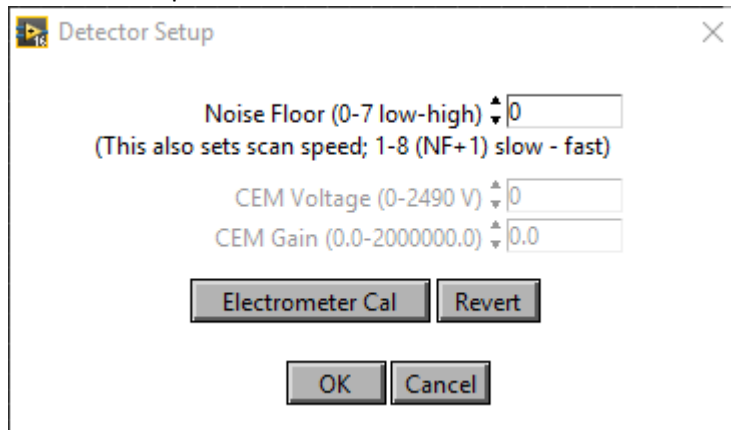 Detector Setup
Noise Floor (0-7 low-high) 0
(This also sets scan speed; 1-8 (NF+1) slow - fast)
CEM Voltage (0-2490 V) 0
CEM Gain (0.0-2000000.0) 0.0
Electrometer Cal Revert
OK Cancel